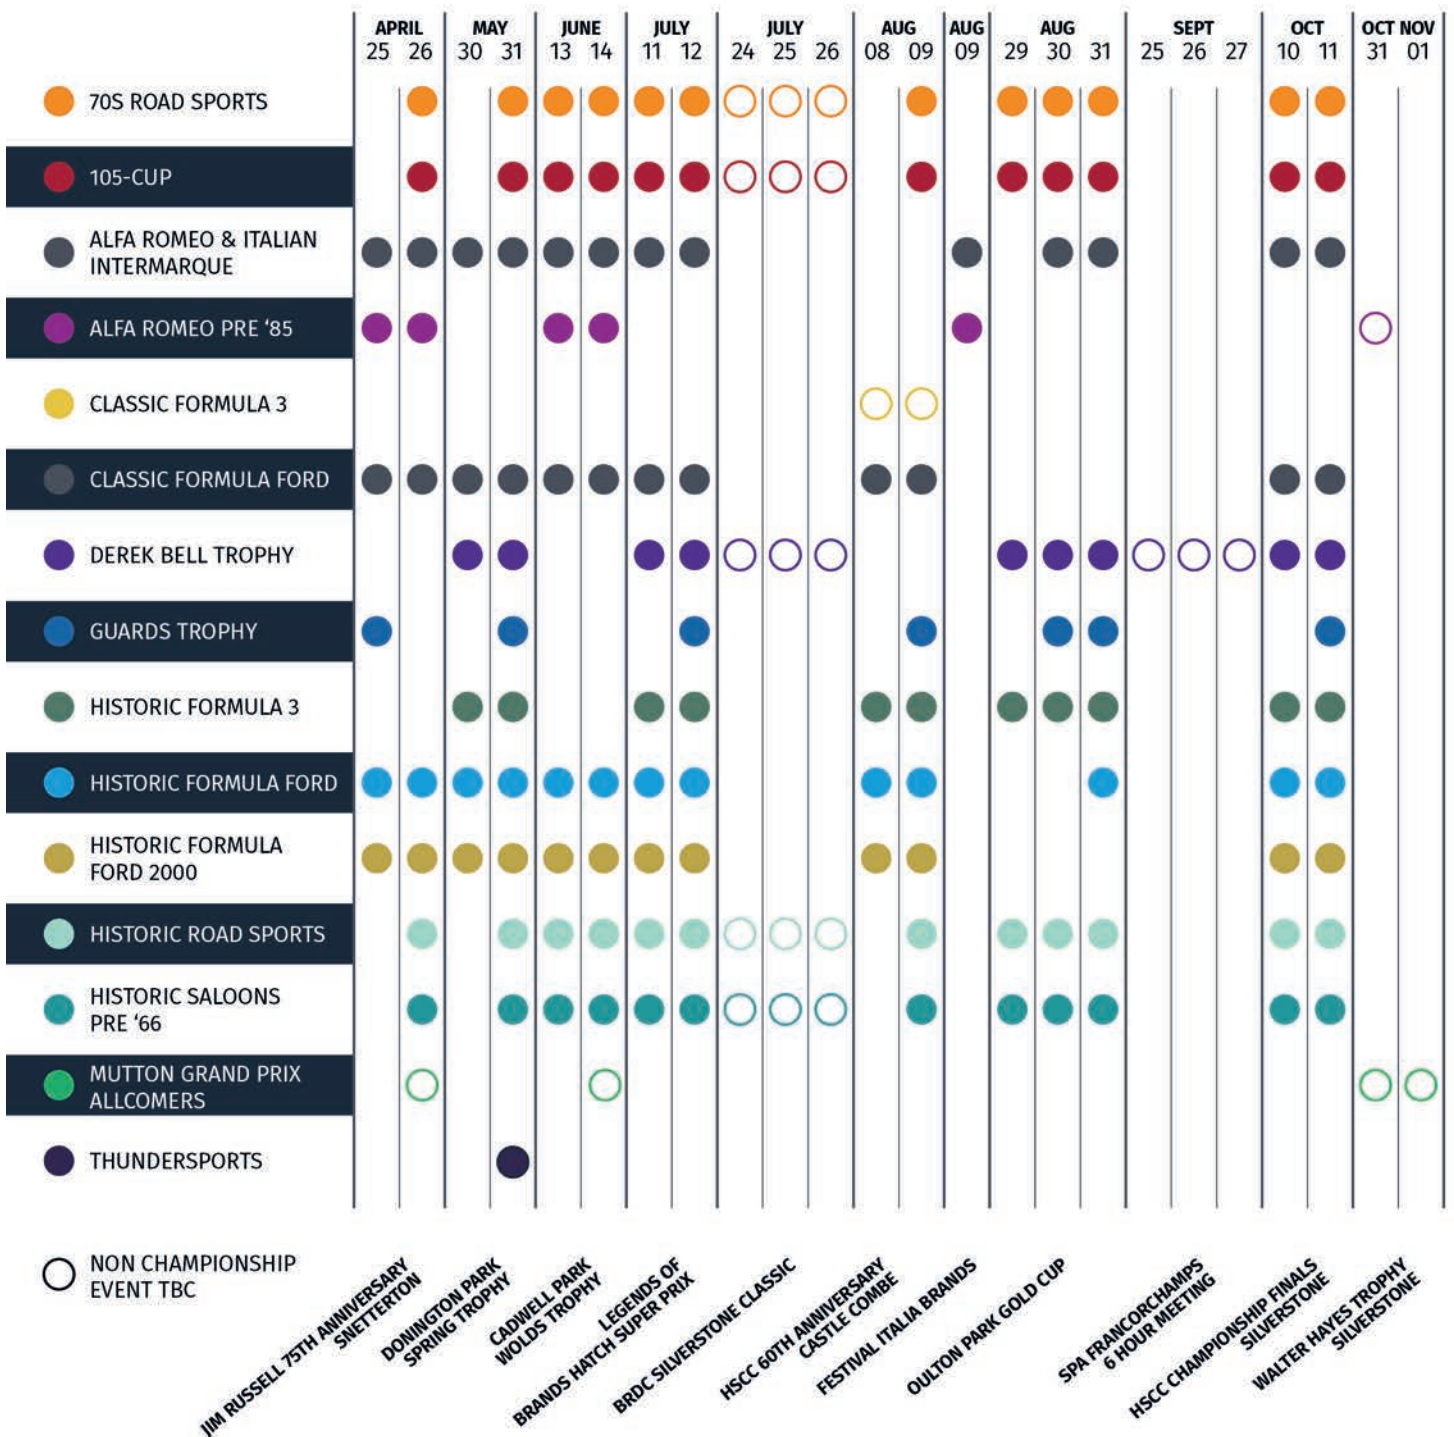 APRIL MAY JUNE JULY JULY AUG AUG AUG SEPT OCT OCT NOV
25 26 30 31 13 14 11 12 24 25 26 08 09 09 29 30 31 25 26 27 10 11 31 01
70S ROAD SPORTS
105-CUP
ALFA ROMEO & ITALIAN
INTERMARQUE
ALFA ROMEO PRE ‘85
CLASSIC FORMULA 3
CLASSIC FORMULA FORD
DEREK BELL TROPHY
GUARDS TROPHY
HISTORIC FORMULA 3
HISTORIC FORMULA FORD
HISTORIC FORMULA
FORD 2000
HISTORIC ROAD SPORTS
HISTORIC SALOONS
PRE ‘66
MUTTON GRAND PRIX
ALLCOMERS
THUNDERSPORTS
NON CHAMPIONSHIP
EVENT TBC
JIM RUSSELL 75TH ANNIVERSARY
SNETTERTON
DONINGTON PARK
SPRING TROPHY
CADWELL PARK
WOLDS TROPHY
LEGENDS OF
BRANDS HATCH SUPER PRIX
BRDC SILVERSTONE CLASSIC
HSCC 60TH ANNIVERSARY
CASTLE COMBE
FESTIVAL ITALIA BRANDS
OULTON PARK GOLD CUP
SPA FRANCORCHAMPS
6 HOUR MEETING
HSCC CHAMPIONSHIP FINALS
SILVERSTONE
WALTER HAYES TROPHY
SILVERSTONE